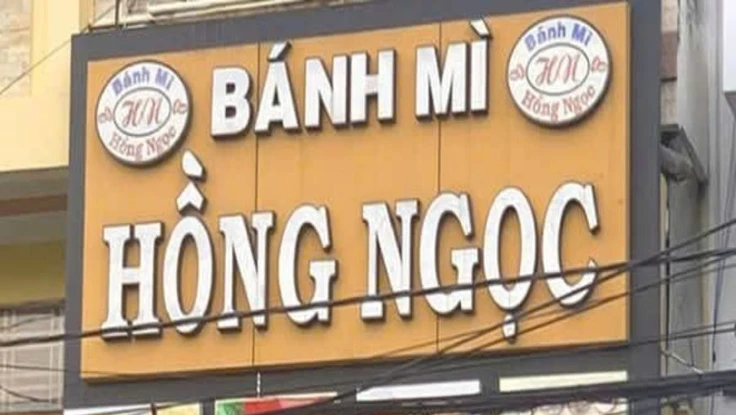 BÁNH MÌ
HỒNG NGỌC
Bánh Mì
HN
Hồng Ngọc
Bánh Mì
HN
Hồng Ngọc